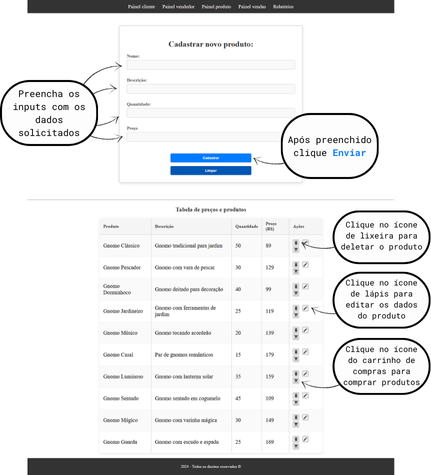 Painel cliente Painel vendedor Painel produto Painel vendas Relatórios
Cadastrar novo produto:
Nome:
Descrição:
Quantidade:
Preço
Cadastrar
Limpar
Preencha os
inputs com os
dados
solicitados
Após preenchido
clique Enviar
Tabela de preços e produtos
Produto Descrição Quantidade Preço (R$) Ações
Gnomo Clássico Gnomo tradicional para jardim 50 89
Gnomo Pescador Gnomo com vara de pescar 30 129
Gnomo Dorminhoco Gnomo deitado para decoração 40 99
Gnomo Jardineiro Gnomo com ferramentas de jardim 25 119
Gnomo Músico Gnomo tocando acordeão 20 139
Gnomo Casal Par de gnomos românticos 15 179
Gnomo Luminoso Gnomo com lanterna solar 35 159
Gnomo Sentado Gnomo sentado em cogumelo 45 109
Gnomo Mágico Gnomo com varinha mágica 30 149
Gnomo Guarda Gnomo com escudo e espada 25 169
Clique no ícone
de lixeira para
deletar o produto
Clique no ícone
de lápis para
editar os dados
do produto
Clique no ícone
do carrinho de
compras para
comprar produtos
2024 - Todos os direitos reservados ®